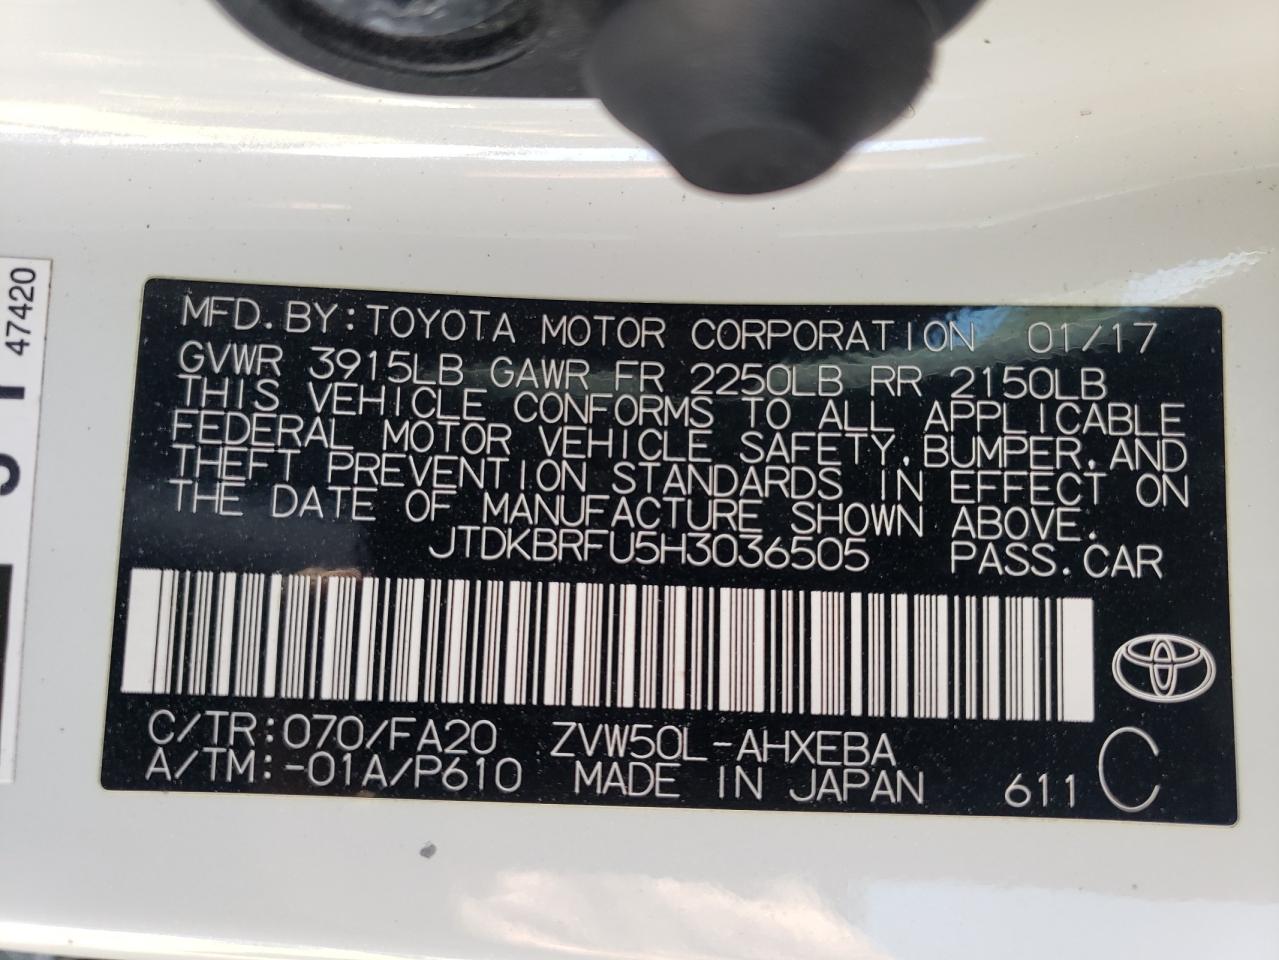 MFD.BY:TOYOTA MOTOR CORPORATION 01/17
GVWR 3915LB GAWR FR 2250LB RR 2150LB
THIS VEHICLE CONFORMS TO ALL APPLICABLE
FEDERAL MOTOR VEHICLE SAFETY,BUMPER,AND
THEFT PREVENTION STANDARDS IN EFFECT ON
THE DATE OF MANUFACTURE SHOWN ABOVE.
JTDKBRFU5H3036505 PASS.CAR
C/TR:070/FA20 ZVW50L-AHXEBA
A/TM:-01A/P610 MADE IN JAPAN 611 C
47420